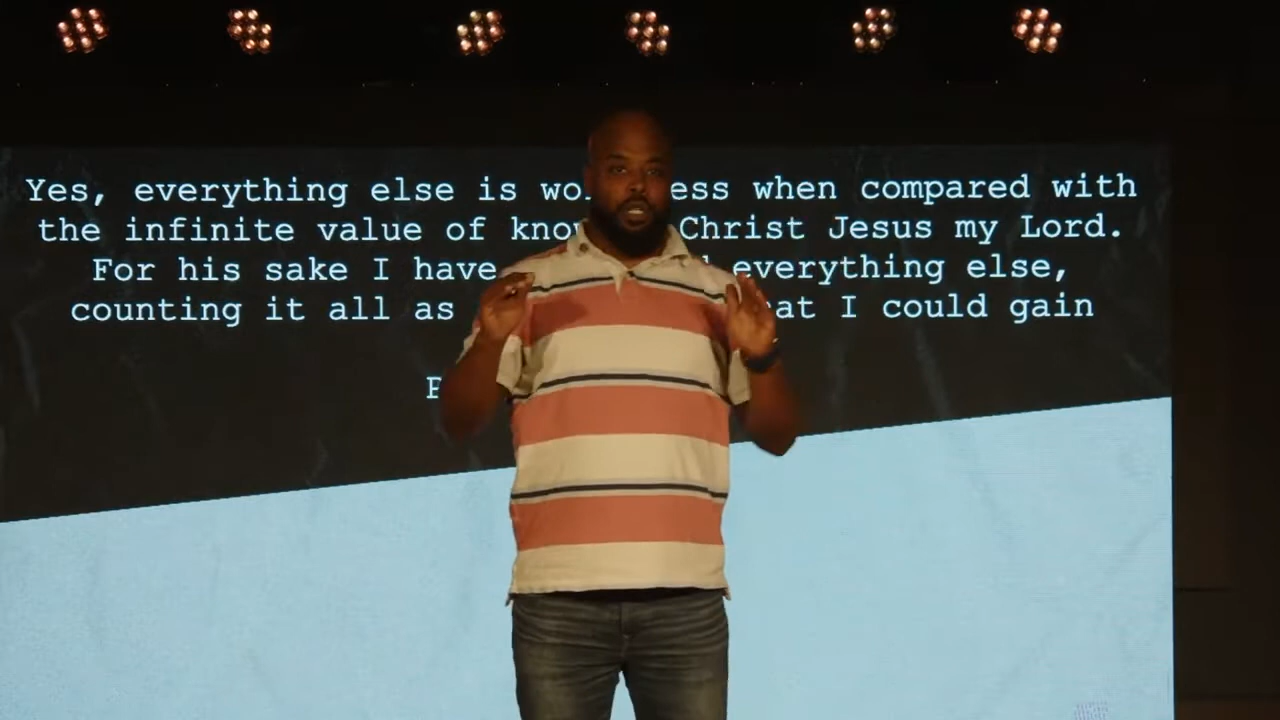 Yes, everything else is when compared with
the infinite value of Christ Jesus my Lord.
For his sake I have everything else,
counting it all as I could gain